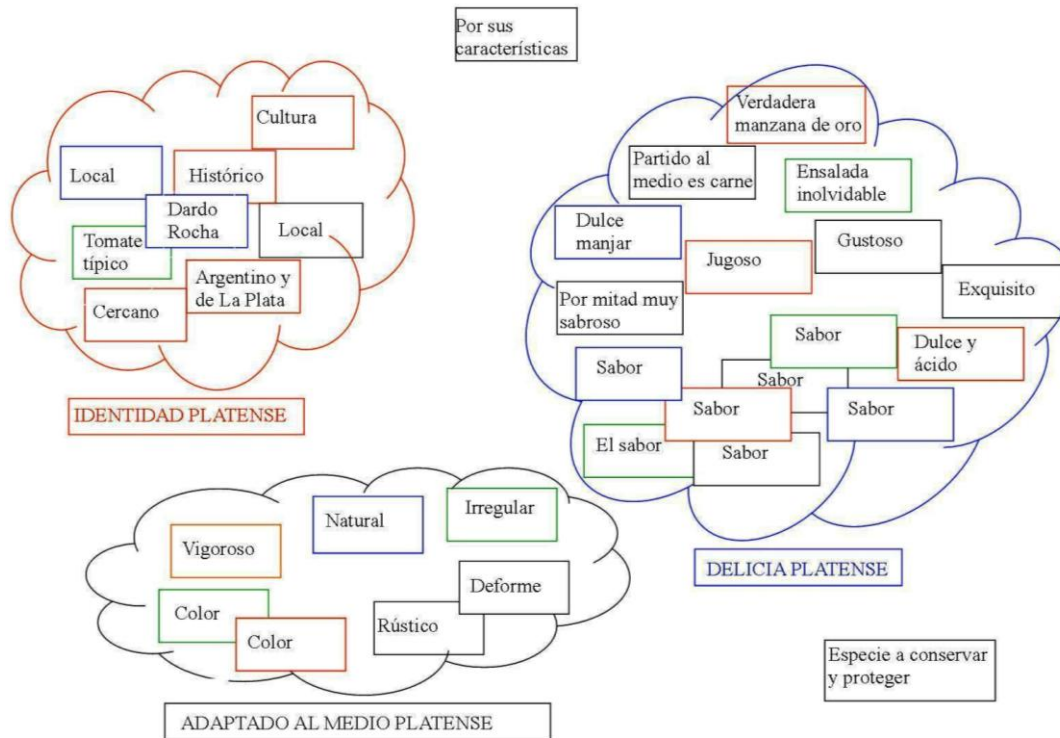 Por sus
características
Cultura
Local
Histórico
Dardo
Rocha
Local
Tomate
típico
Argentino y
de La Plata
Cercano
IDENTIDAD PLATENSE
Verdadera
manzana de oro
Partido al
medio es carne
Ensalada
inolvidable
Dulce
manjar
Gustoso
Jugoso
Exquisito
Por mitad muy
sabroso
Sabor
Dulce y
ácido
Sabor
Sabor
Sabor
Sabor
El sabor
Sabor
DELICIA PLATENSE
Natural
Irregular
Vigoroso
Deforme
Color
Rústico
Color
ADAPTADO AL MEDIO PLATENSE
Especie a conservar
y proteger